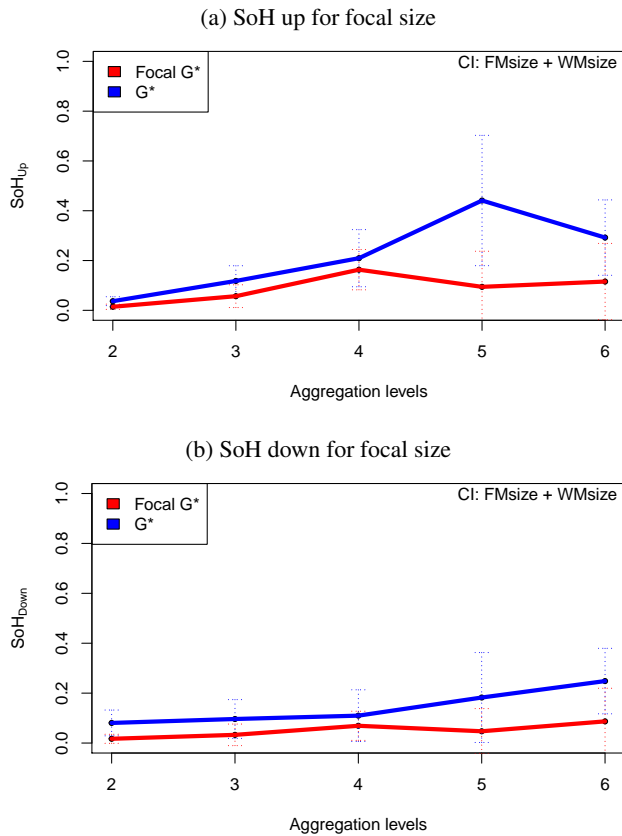 (a) SoH up for focal size
Focal G*
G*
CI: FMsize + WMsize
1.0
0.8
0.6
0.4
0.2
0.0
SoH_Up
2 3 4 5 6
Aggregation levels
(b) SoH down for focal size
Focal G*
G*
CI: FMsize + WMsize
1.0
0.8
0.6
0.4
0.2
0.0
SoH_Down
2 3 4 5 6
Aggregation levels